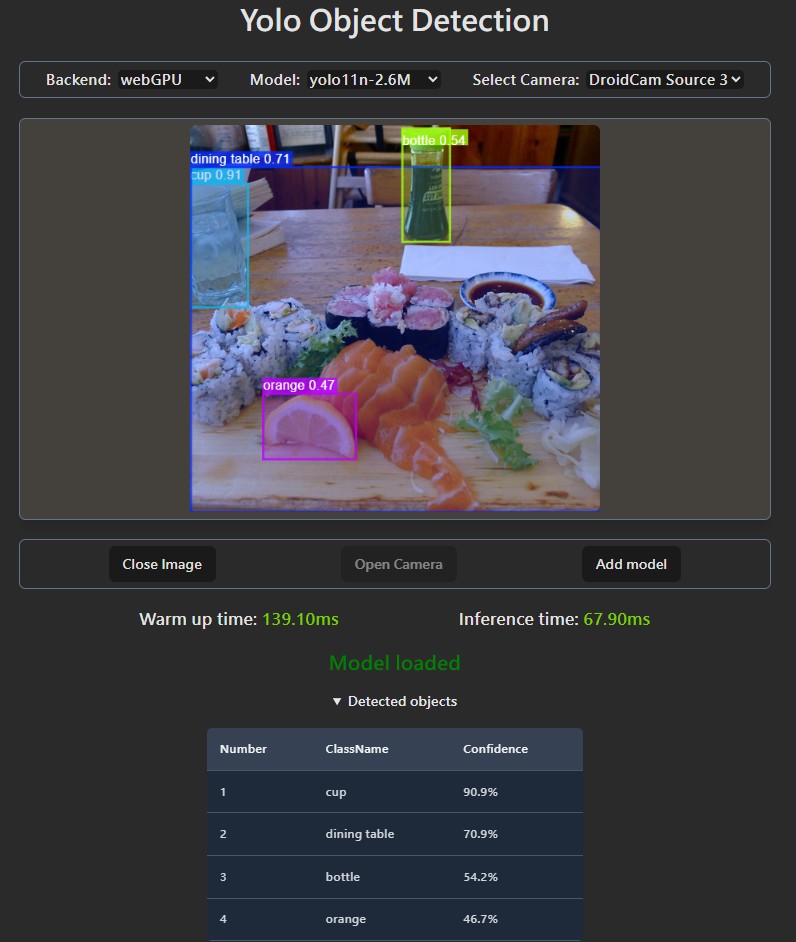 Yolo Object Detection
Backend: webGPU Model: yolo11n-2.6M Select Camera: DroidCam Source 3
bottle 0.54
dining table 0.71
cup 0.91
orange 0.47
Close Image Open Camera Add model
Warm up time: 139.10ms Inference time: 67.90ms
Model loaded
▼ Detected objects
Number ClassName Confidence
1 cup 90.9%
2 dining table 70.9%
3 bottle 54.2%
4 orange 46.7%